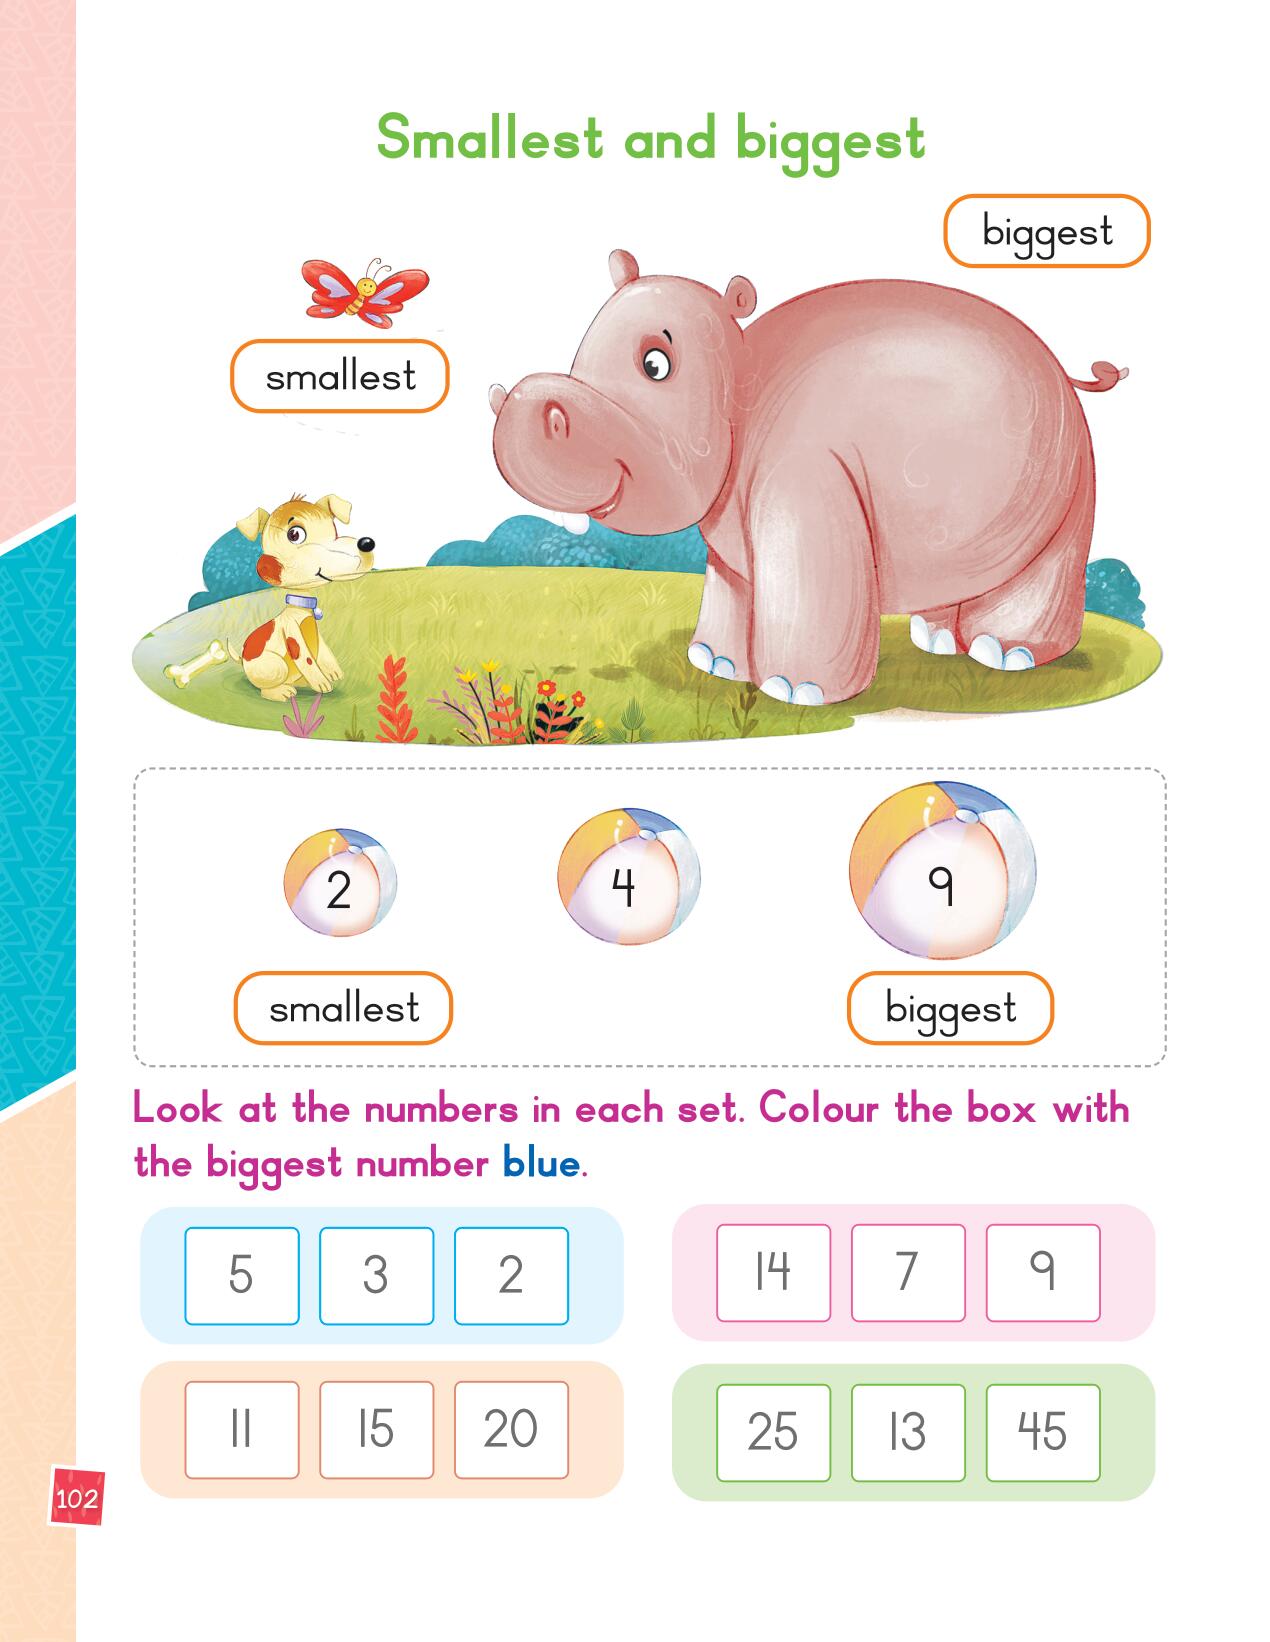 Smallest and biggest
biggest
smallest
2 4 9
smallest biggest
Look at the numbers in each set. Colour the box with
the biggest number blue.
5 3 2 14 7 9
11 15 20 25 13 45
102